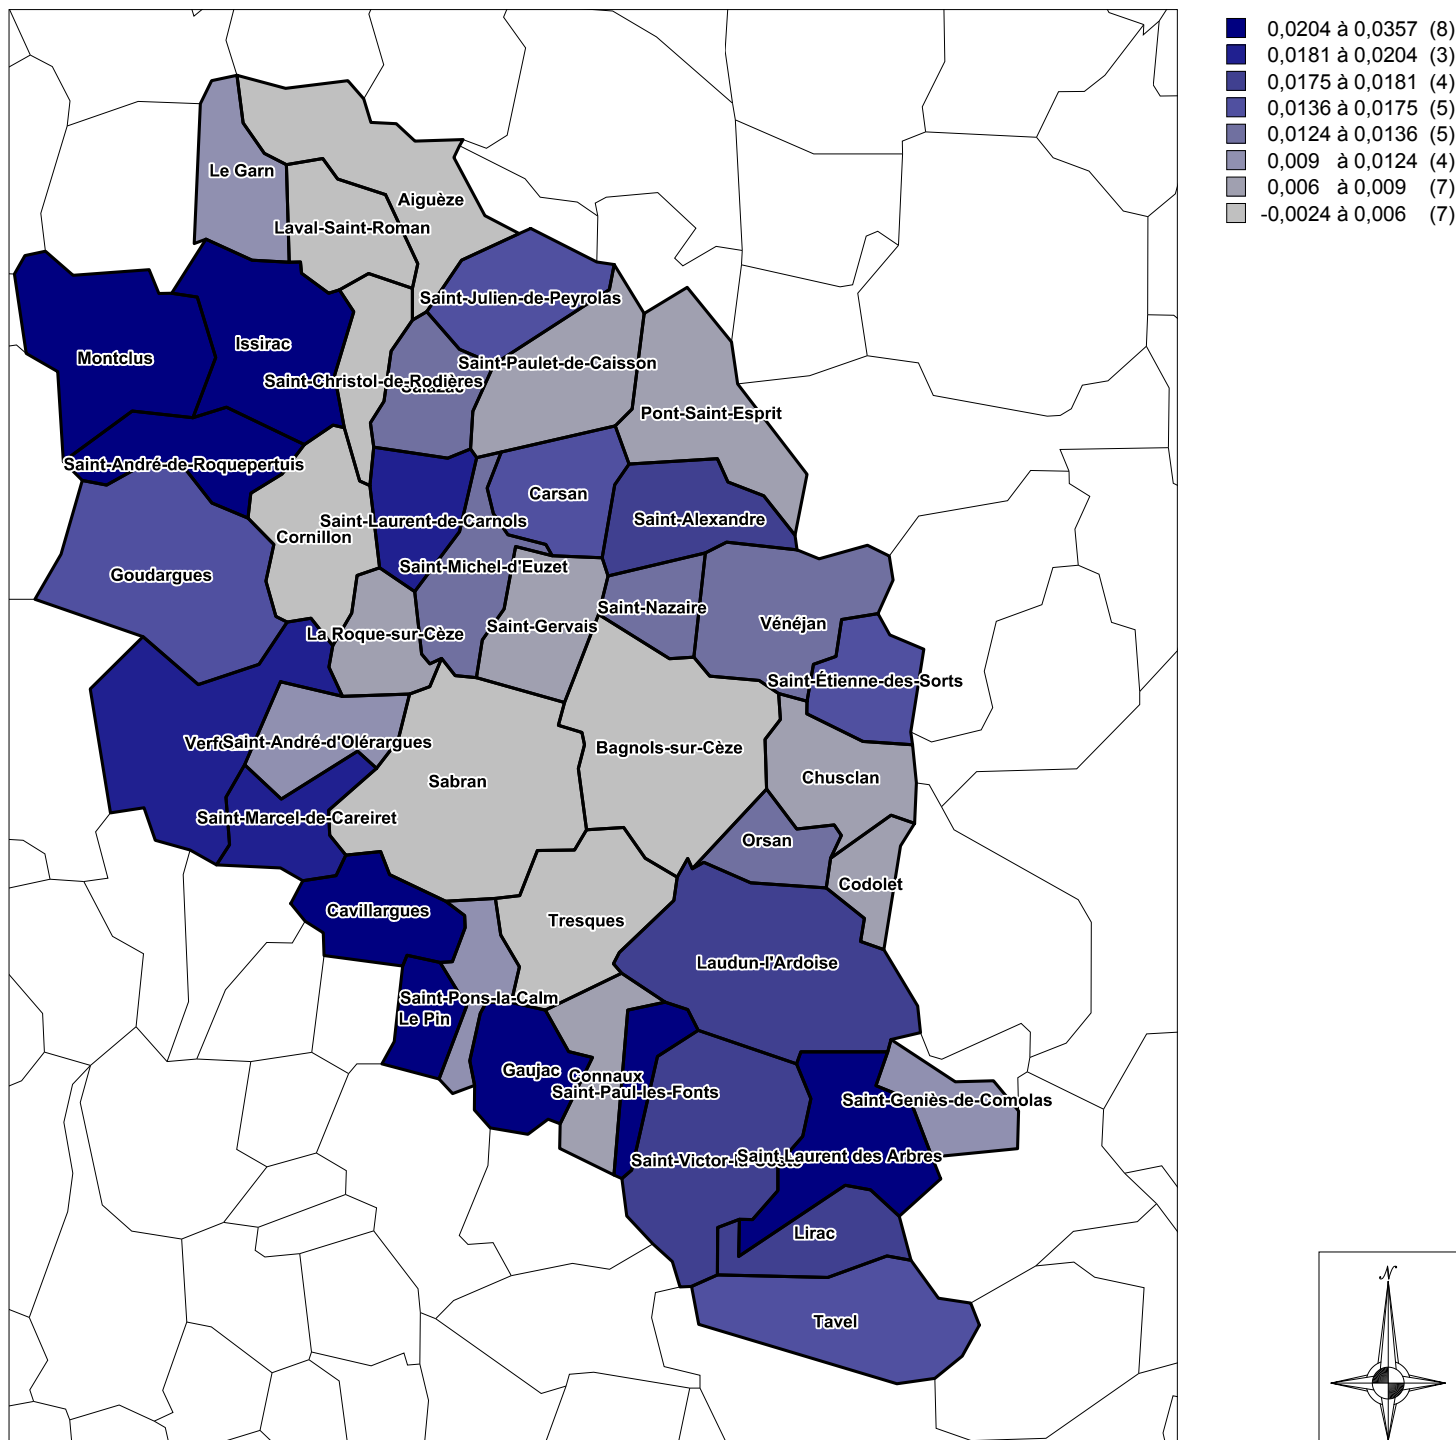 0,0204 à 0,0357 (8)
0,0181 à 0,0204 (3)
0,0175 à 0,0181 (4)
0,0136 à 0,0175 (5)
0,0124 à 0,0136 (5)
0,009 à 0,0124 (4)
0,006 à 0,009 (7)
-0,0024 à 0,006 (7)
Le Garn
Aiguèze
Laval-Saint-Roman
Saint-Julien-de-Peyrolas
Issirac
Montclus
Saint-Paulet-de-Caisson
Saint-Christol-de-Rodières
Pont-Saint-Esprit
Saint-André-de-Roquepertuis
Carsan
Saint-Laurent-de-Carnols
Saint-Alexandre
Cornillon
Saint-Michel-d'Euzet
Goudargues
Saint-Nazaire
Vénéjan
Saint-Gervais
La Roque-sur-Cèze
Saint-Étienne-des-Sorts
Saint-André-d'Olérargues
Bagnols-sur-Cèze
Chusclan
Sabran
Saint-Marcel-de-Careiret
Orsan
Codolet
Cavillargues
Tresques
Laudun-l'Ardoise
Saint-Pons-la-Calm
Le Pin
Gaujac
Connaux
Saint-Paul-les-Fonts
Saint-Geniès-de-Comolas
Saint-Laurent des Arbres
Lirac
Tavel
N